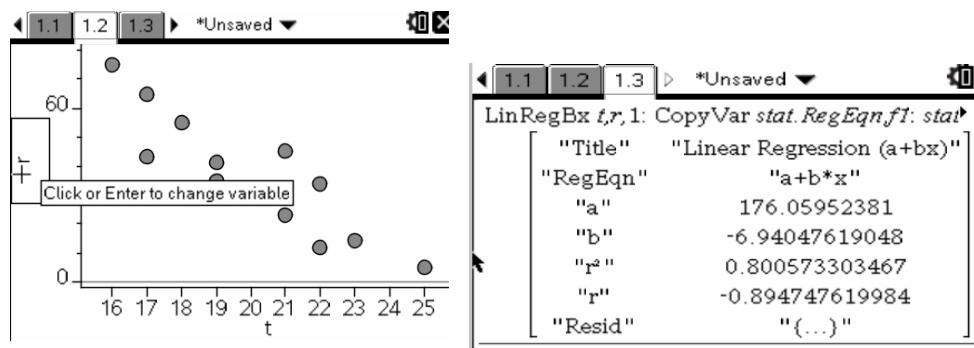 1.1 1.2 1.3 *Unsaved
60
r
Click or Enter to change variable
0
16 17 18 19 20 21 22 23 24 25
t
1.1 1.2 1.3 *Unsaved
LinRegBx t,r,1: CopyVar stat.RegEqn,f1: stat
"Title" "Linear Regression (a+bx)"
"RegEqn" "a+b*x"
"a" 176.05952381
"b" -6.94047619048
"r²" 0.800573303467
"r" -0.894747619984
"Resid" "{...}"